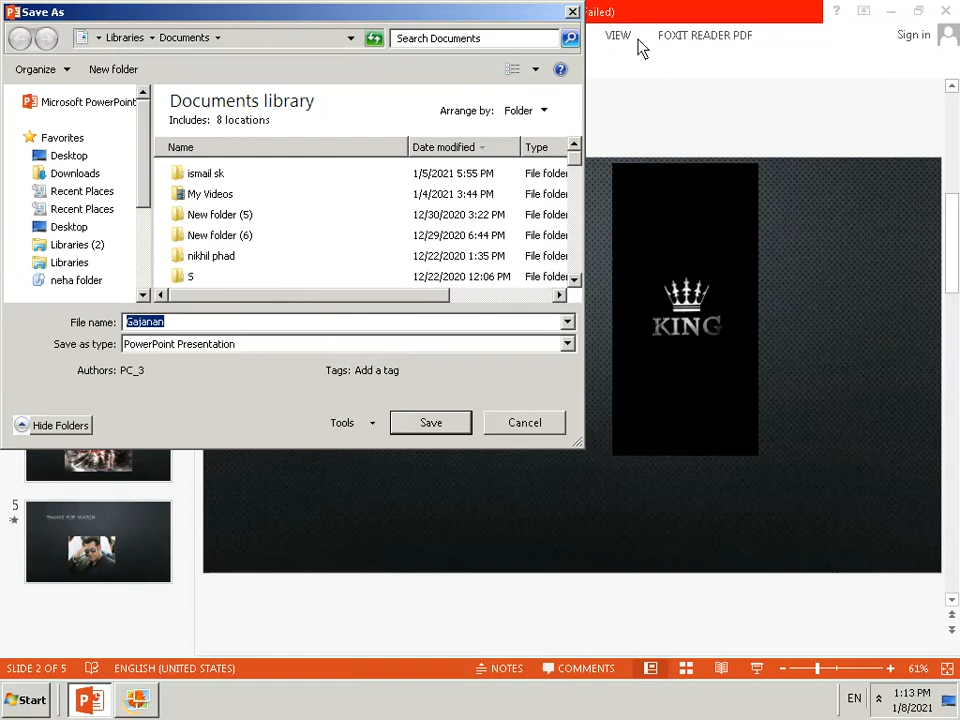 Save As
ailed)
Libraries ▸ Documents ▸
Search Documents
VIEW
FOXIT READER PDF
Sign in
Organize
New folder
Microsoft PowerPoint
Documents library
Includes: 8 locations
Arrange by: Folder
Favorites
Desktop
Downloads
Recent Places
Recent Places
Desktop
Libraries (2)
Libraries
neha folder
Name
Date modified
Type
ismail sk
1/5/2021 5:55 PM
File folder
My Videos
1/4/2021 3:44 PM
File folder
New folder (5)
12/30/2020 3:22 PM
File folder
New folder (6)
12/29/2020 6:44 PM
File folder
nikhil phad
12/22/2020 1:35 PM
File folder
S
12/22/2020 12:06 PM
File folder
File name: Gajanan
Save as type: PowerPoint Presentation
Authors: PC_3
Tags: Add a tag
Hide Folders
Tools
Save
Cancel
KING
5
THANKS FOR WATCH
SLIDE 2 OF 5
ENGLISH (UNITED STATES)
NOTES
COMMENTS
61%
Start
EN
1:13 PM
1/8/2021